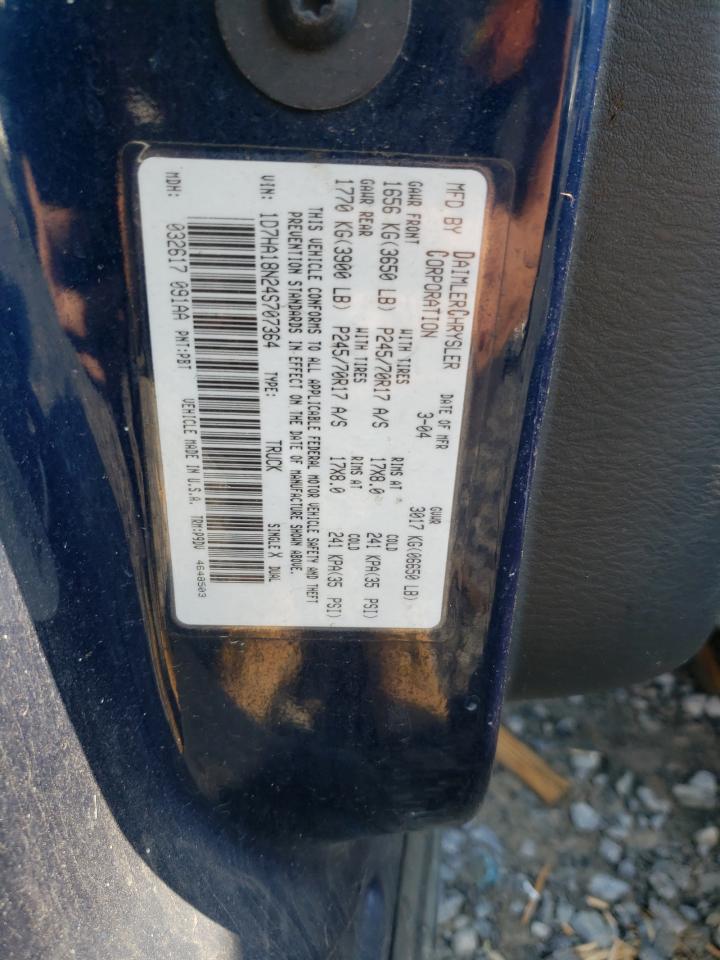 MFD BY DAIMLERCHRYSLER CORPORATION
DATE OF MFR 3-04
GVWR 3017 KG(06650 LB)
GAWR FRONT WITH TIRES RIMS AT COLD
1656 KG(3650 LB) P245/70R17 A/S 17X8.0 241 KPA(35 PSI)
GAWR REAR WITH TIRES RIMS AT COLD
1770 KG(3900 LB) P245/70R17 A/S 17X8.0 241 KPA(35 PSI)
THIS VEHICLE CONFORMS TO ALL APPLICABLE FEDERAL MOTOR VEHICLE SAFETY AND THEFT
PREVENTION STANDARDS IN EFFECT ON THE DATE OF MANUFACTURE SHOWN ABOVE.
VIN: 1D7HA18N24S707364 TYPE: TRUCK SINGLE X DUAL
MDH: 032617 091AA PNT:PBT VEHICLE MADE IN U.S.A. TRM:P9DV 4648503